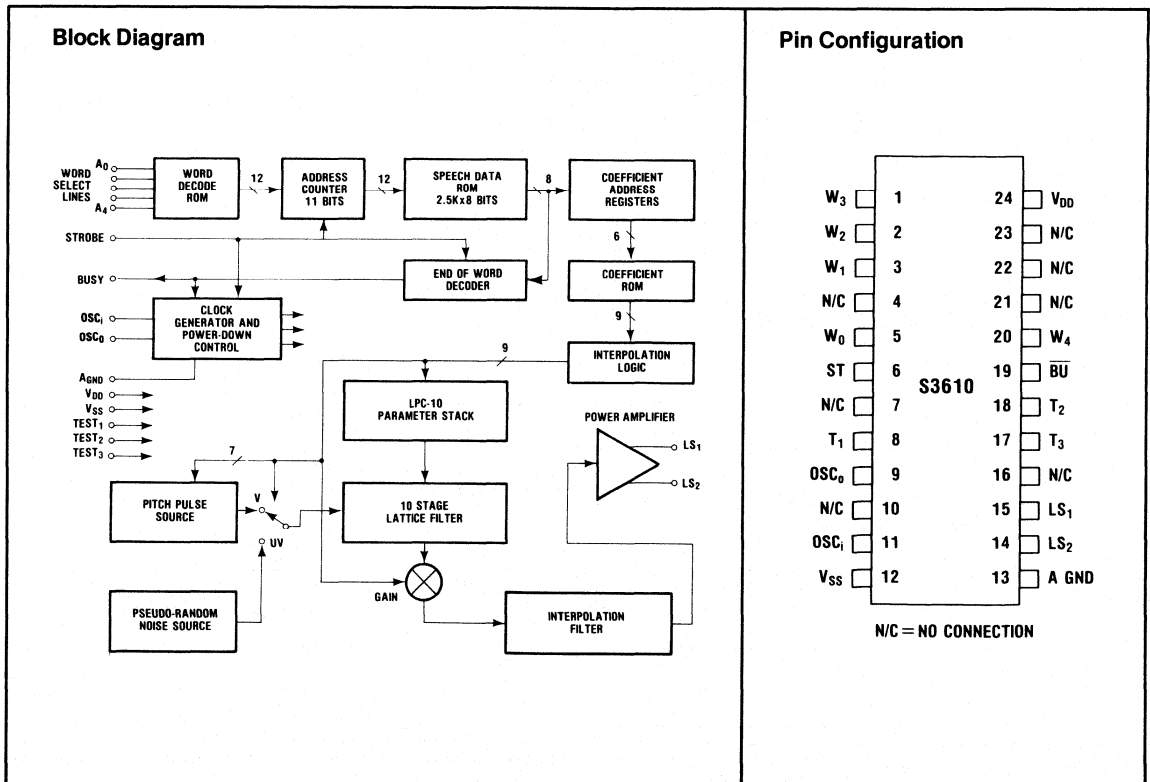 Block Diagram
A0
WORD
SELECT
LINES
A4
WORD
DECODE
ROM
12
ADDRESS
COUNTER
11 BITS
12
SPEECH DATA
ROM
2.5Kx8 BITS
8
COEFFICIENT
ADDRESS
REGISTERS
STROBE
6
BUSY
END OF WORD
DECODER
COEFFICIENT
ROM
OSCi
OSC0
CLOCK
GENERATOR AND
POWER-DOWN
CONTROL
9
9
INTERPOLATION
LOGIC
AGND
VDD
VSS
TEST1
TEST2
TEST3
LPC-10
PARAMETER STACK
POWER AMPLIFIER
LS1
LS2
7
PITCH PULSE
SOURCE
V
UV
10 STAGE
LATTICE FILTER
GAIN
PSEUDO-RANDOM
NOISE SOURCE
INTERPOLATION
FILTER
Pin Configuration
W3 1 24 VDD
W2 2 23 N/C
W1 3 22 N/C
N/C 4 21 N/C
W0 5 20 W4
ST 6 19 BU
S3610
N/C 7 18 T2
T1 8 17 T3
OSCo 9 16 N/C
N/C 10 15 LS1
OSCi 11 14 LS2
VSS 12 13 A GND
N/C = NO CONNECTION